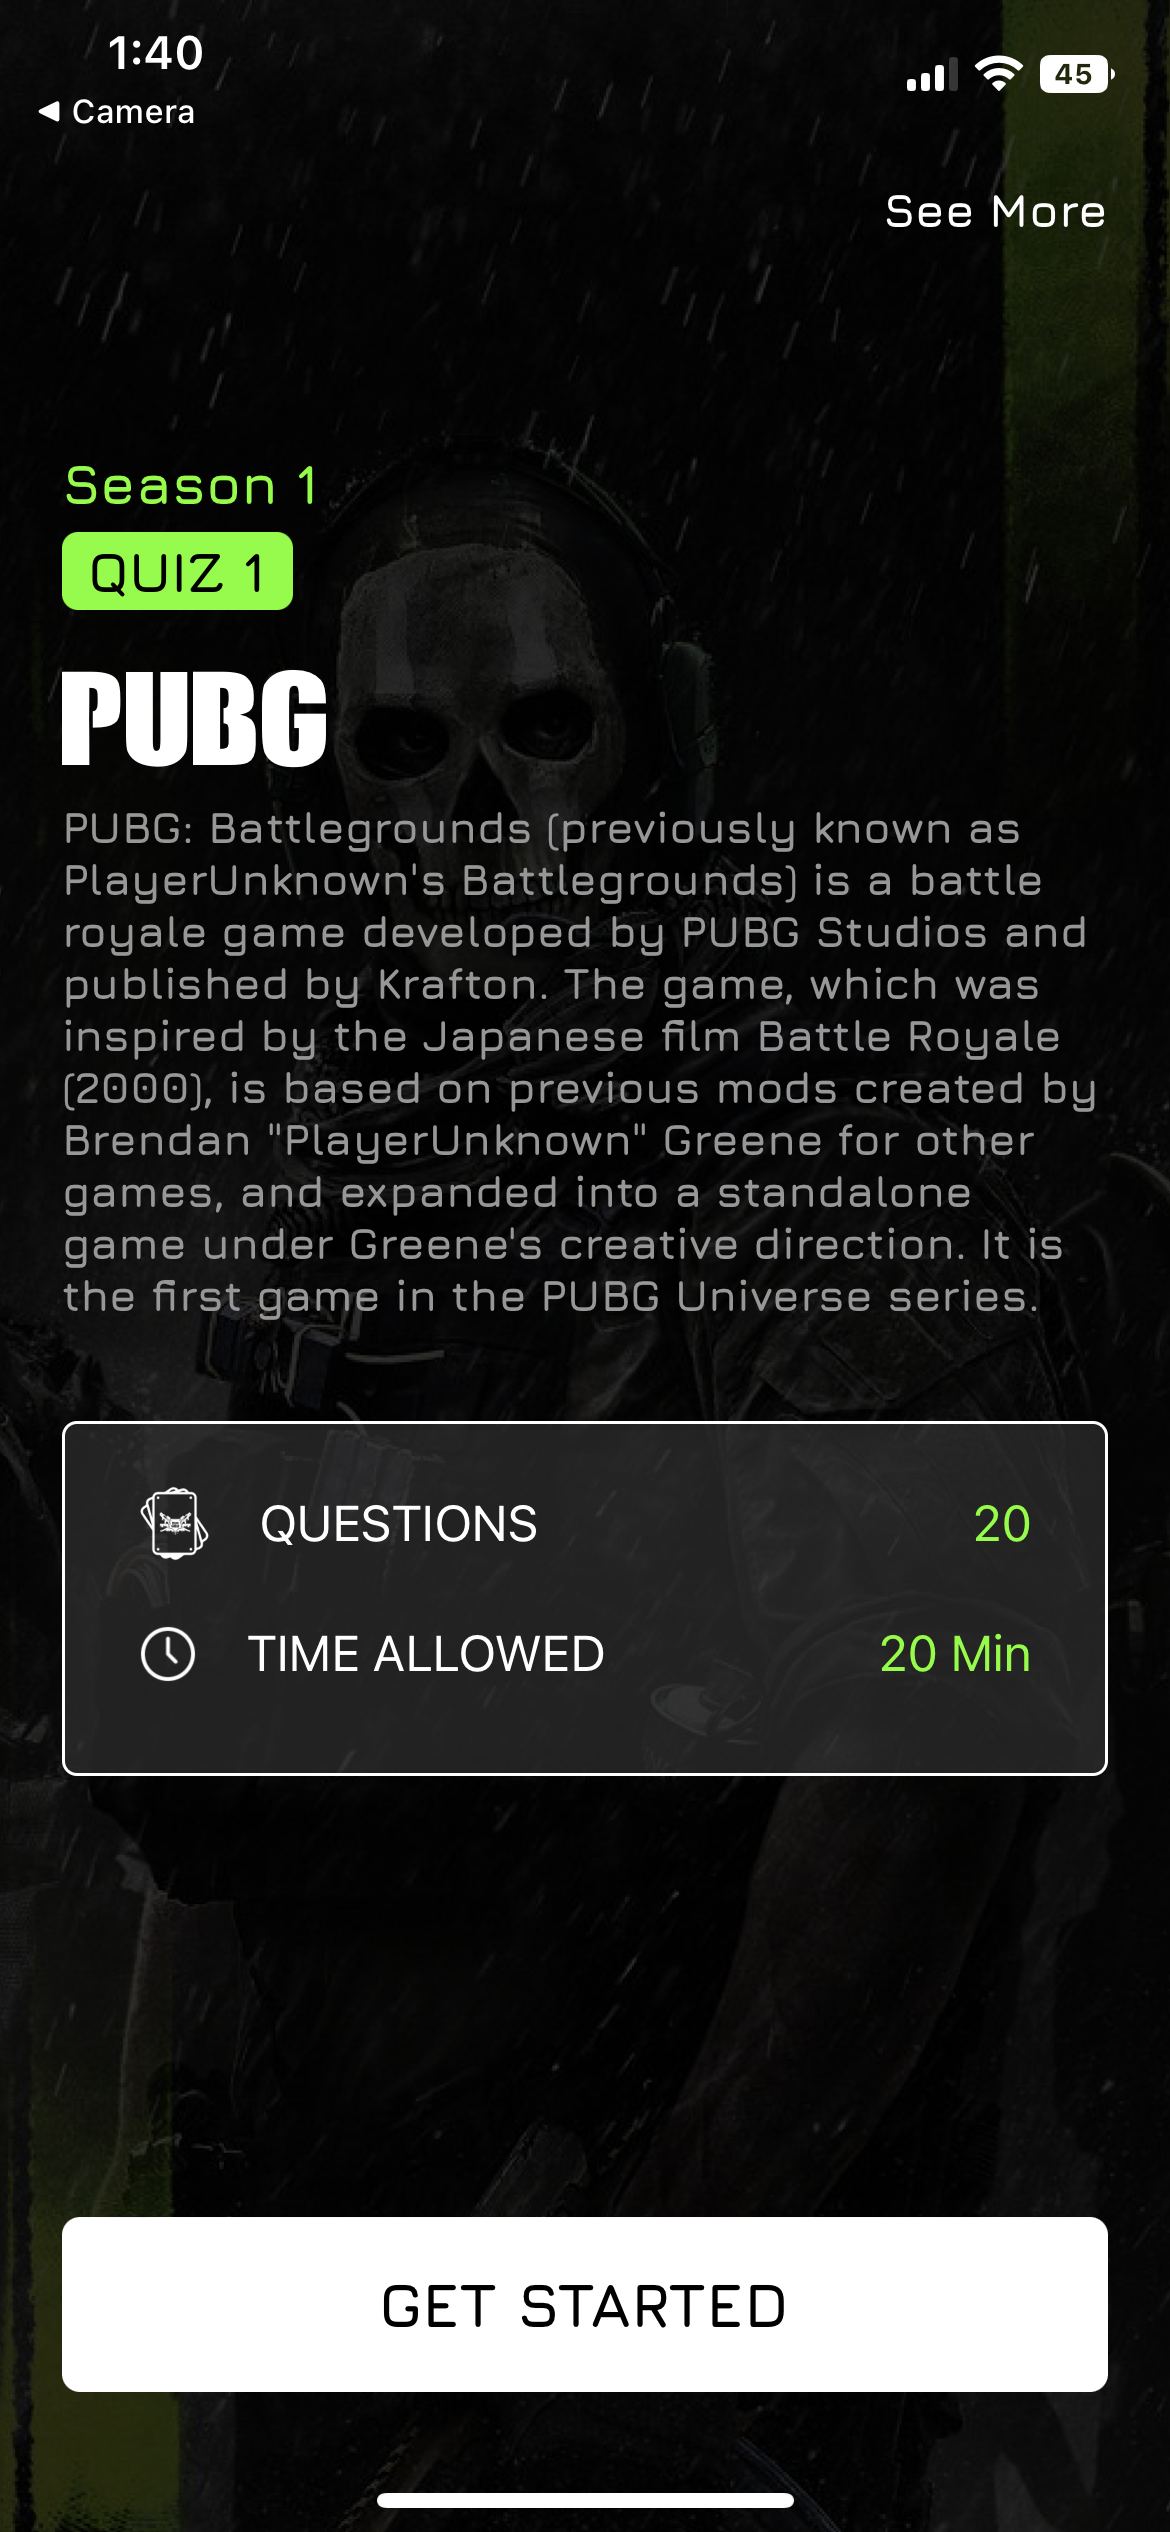 1:40
45
Camera
See More
Season 1
QUIZ 1
PUBG
PUBG: Battlegrounds (previously known as
PlayerUnknown's Battlegrounds) is a battle
royale game developed by PUBG Studios and
published by Krafton. The game, which was
inspired by the Japanese film Battle Royale
(2000), is based on previous mods created by
Brendan "PlayerUnknown" Greene for other
games, and expanded into a standalone
game under Greene's creative direction. It is
the first game in the PUBG Universe series.
QUESTIONS 20
TIME ALLOWED 20 Min
GET STARTED